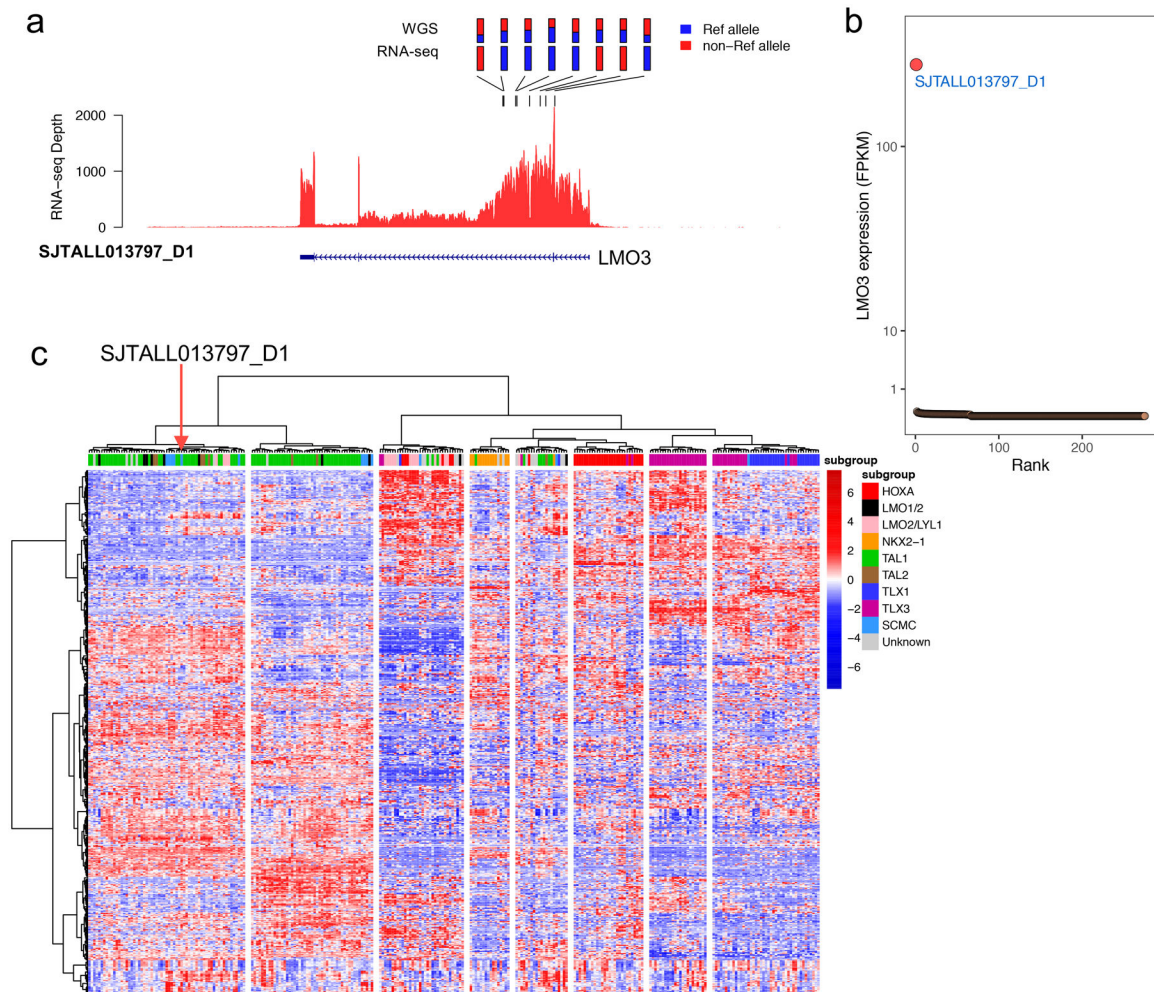 a
WGS
RNA-seq
Ref allele
non-Ref allele
RNA-seq Depth
2000
1000
0
SJTALL013797_D1
LMO3
b
SJTALL013797_D1
LMO3 expression (FPKM)
100
10
1
0
100
200
Rank
c
SJTALL013797_D1
subgroup
6
4
2
0
-2
-4
-6
subgroup
HOXA
LMO1/2
LMO2/LYL1
NKX2-1
TAL1
TAL2
TLX1
TLX3
SCMC
Unknown